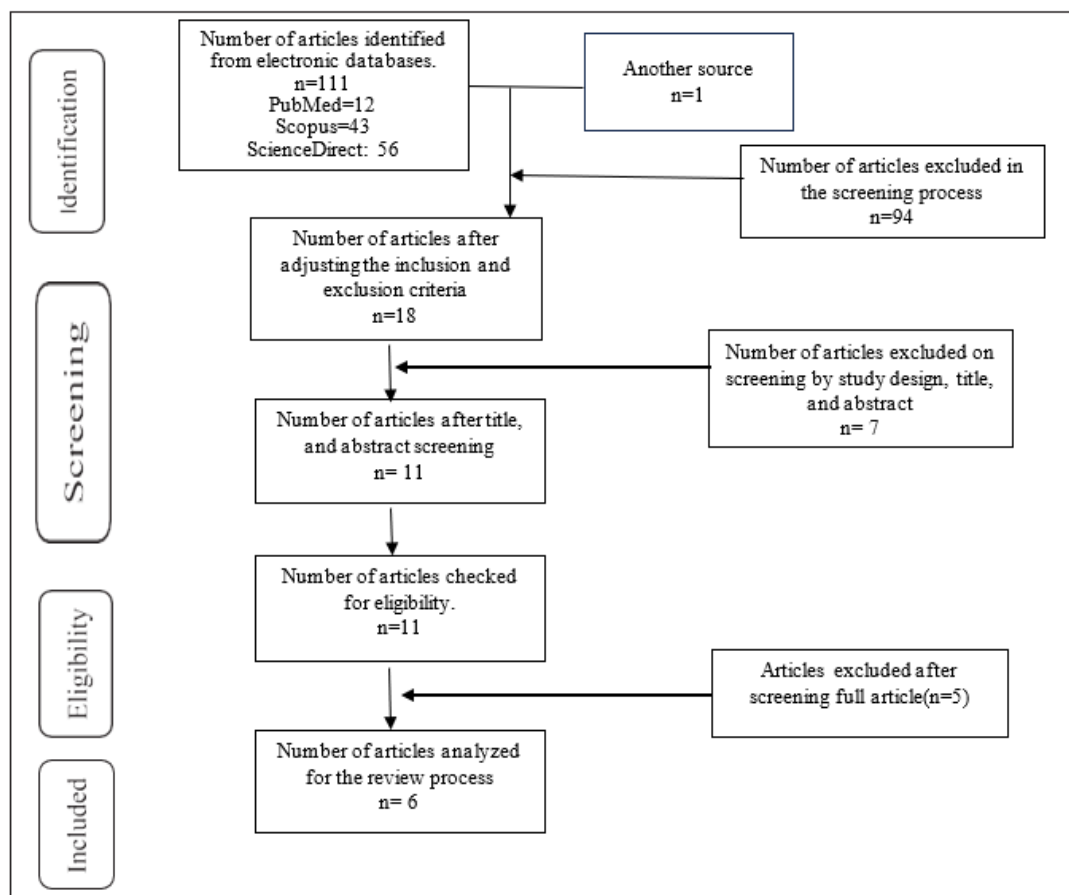 Identification
Number of articles identified
from electronic databases.
n=111
PubMed=12
Scopus=43
ScienceDirect: 56
Another source
n=1
Number of articles excluded in
the screening process
n=94
Number of articles after
adjusting the inclusion and
exclusion criteria
n=18
Screening
Number of articles excluded on
screening by study design, title,
and abstract
n= 7
Number of articles after title,
and abstract screening
n= 11
Number of articles checked
for eligibility.
n=11
Eligibility
Articles excluded after
screening full article(n=5)
Number of articles analyzed
for the review process
n= 6
Included